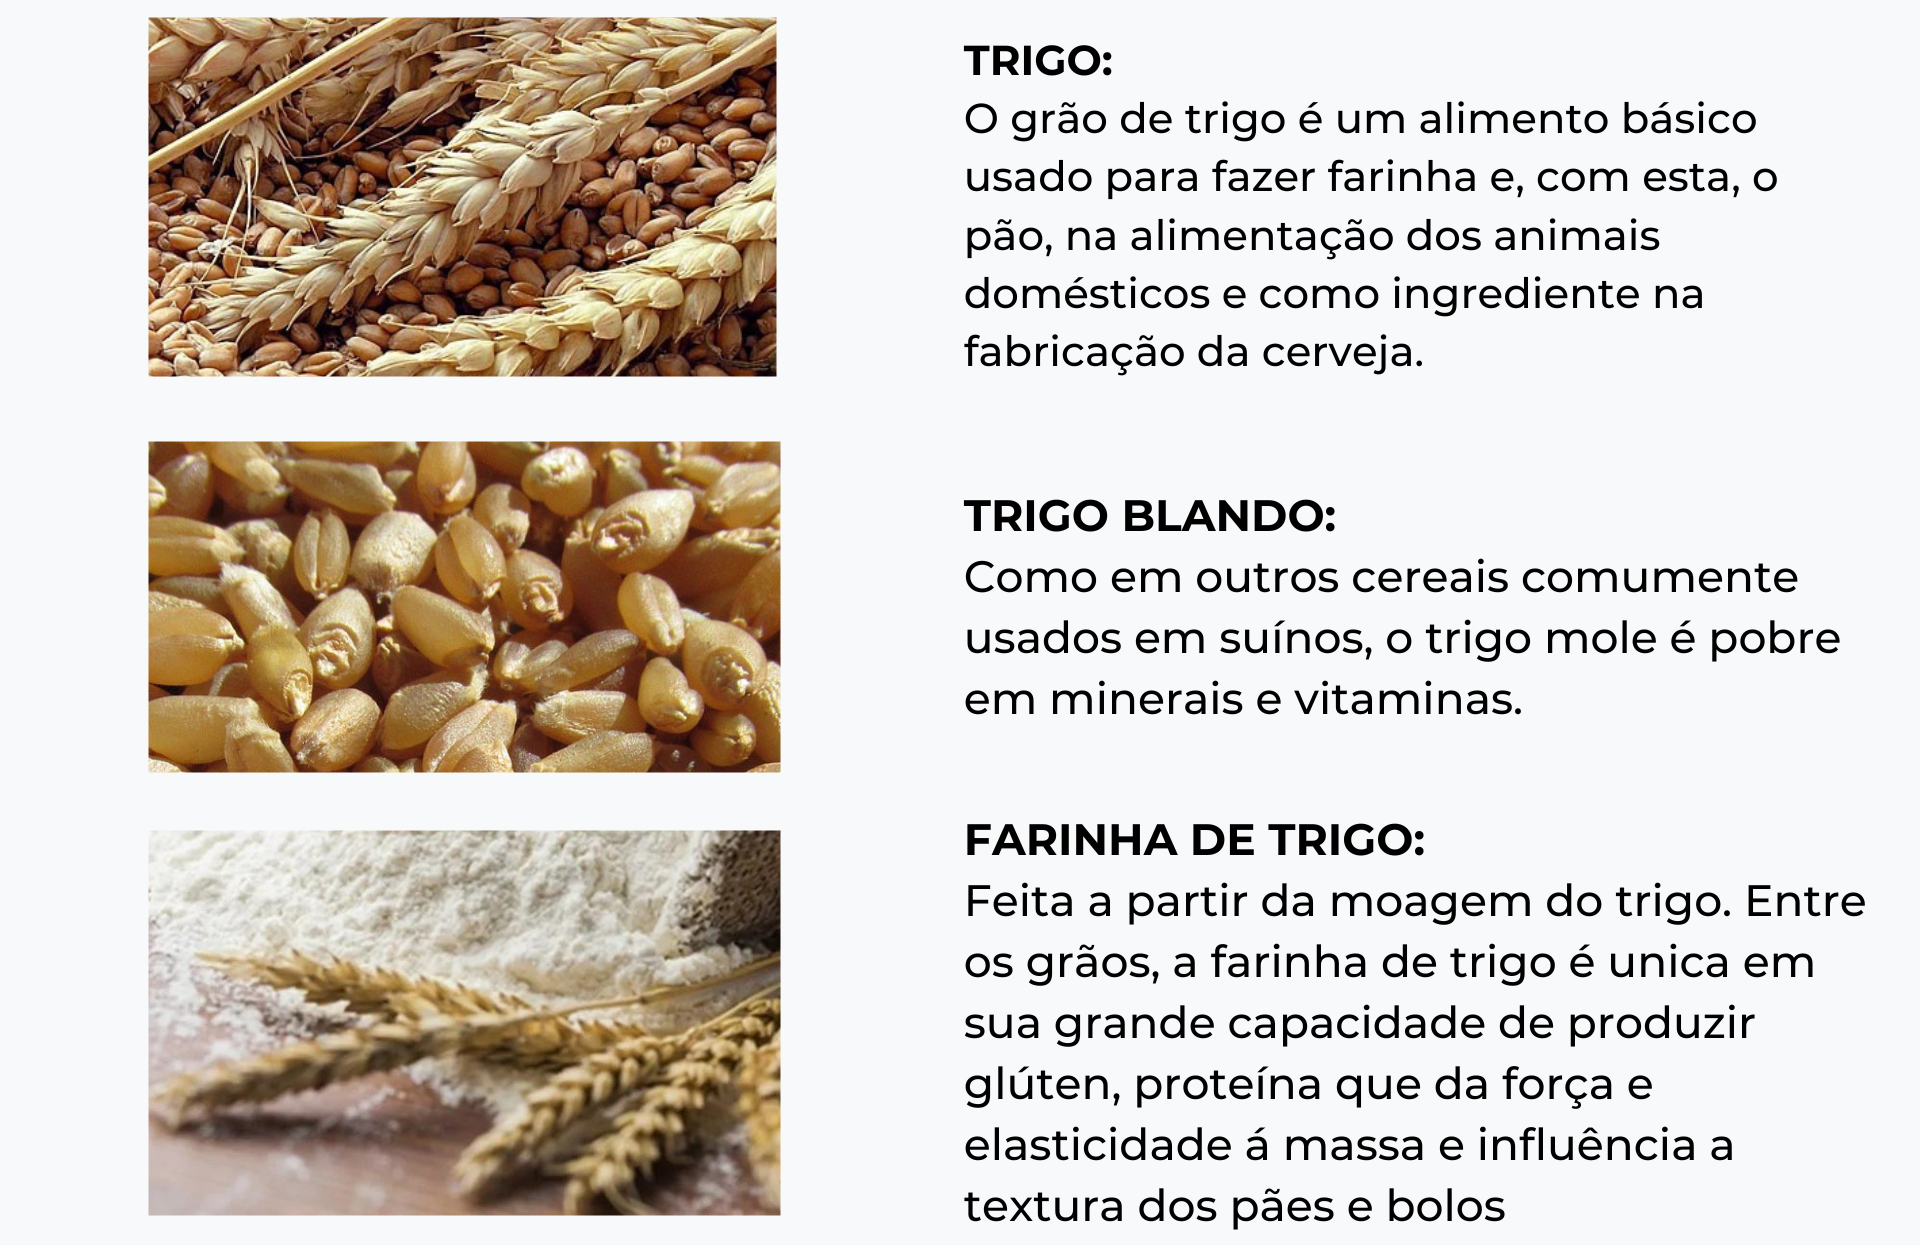 TRIGO:
O grão de trigo é um alimento básico
usado para fazer farinha e, com esta, o
pão, na alimentação dos animais
domésticos e como ingrediente na
fabricação da cerveja.
TRIGO BLANDO:
Como em outros cereais comumente
usados em suínos, o trigo mole é pobre
em minerais e vitaminas.
FARINHA DE TRIGO:
Feita a partir da moagem do trigo. Entre
os grãos, a farinha de trigo é unica em
sua grande capacidade de produzir
glúten, proteína que da força e
elasticidade á massa e influência a
textura dos pães e bolos